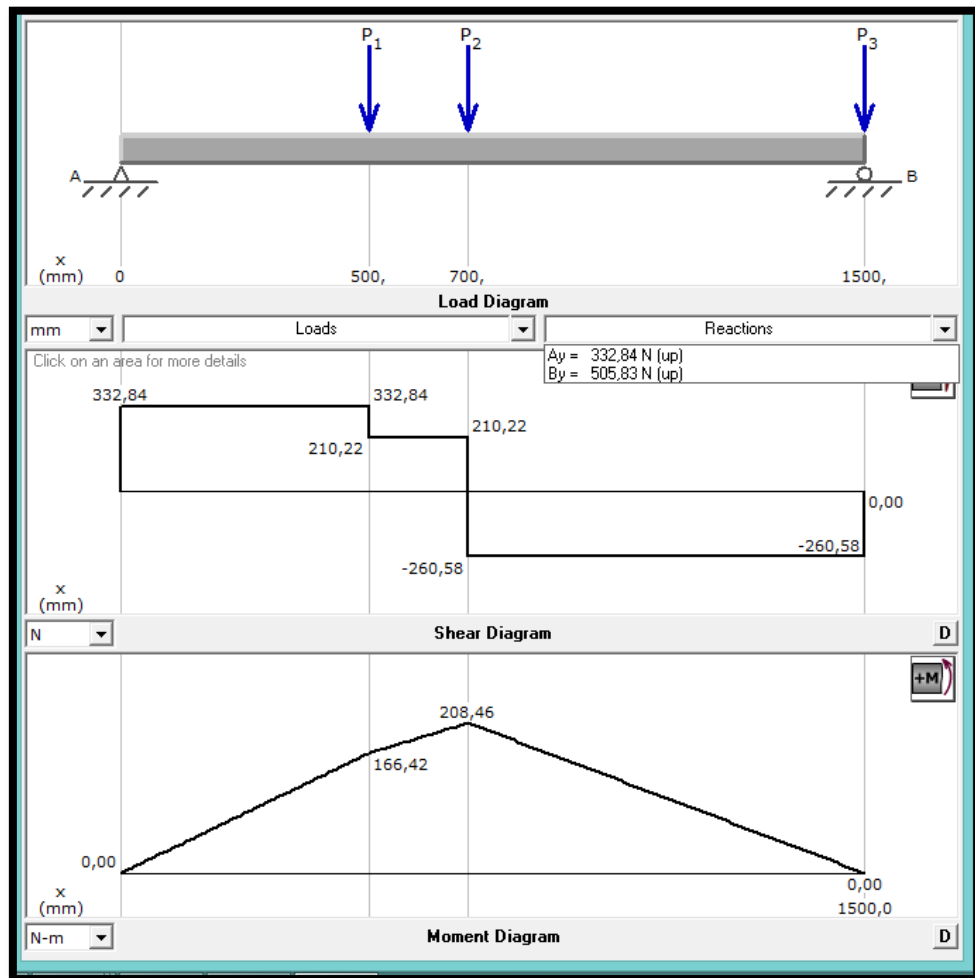 P1 P2 P3
A B
x
(mm) 0 500, 700, 1500,
Load Diagram
mm Loads Reactions
Click on an area for more details
Ay = 332,84 N (up)
By = 505,83 N (up)
332,84 332,84
210,22 210,22
0,00
-260,58 -260,58
x
(mm)
N Shear Diagram D
+M
208,46
166,42
0,00
0,00
x
(mm) 1500,0
N-m Moment Diagram D